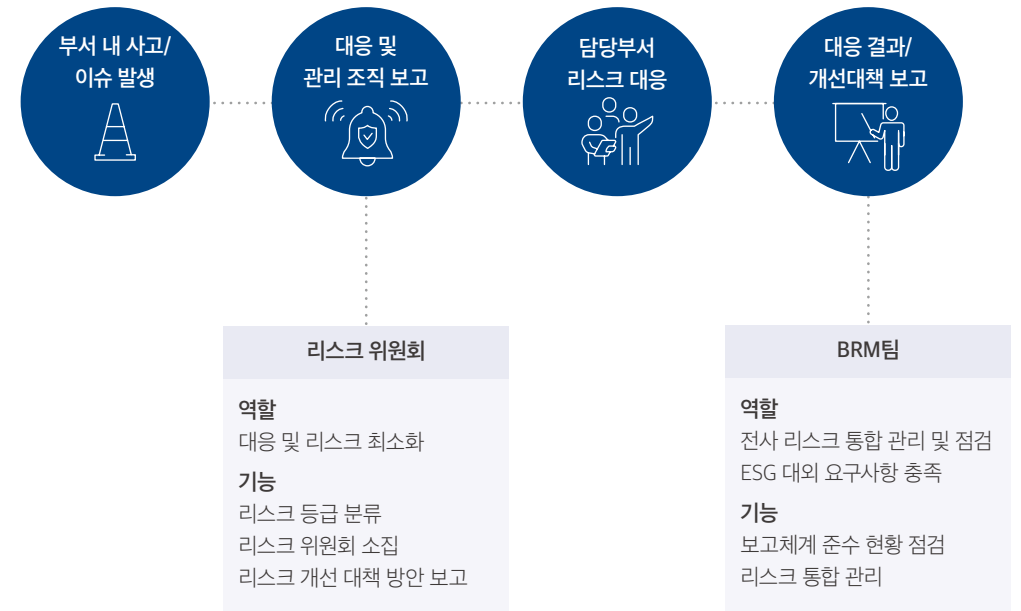 부서 내 사고/
이슈 발생
대응 및
관리 조직 보고
담당부서
리스크 대응
대응 결과/
개선대책 보고
리스크 위원회
역할
대응 및 리스크 최소화
기능
리스크 등급 분류
리스크 위원회 소집
리스크 개선 대책 방안 보고
BRM팀
역할
전사 리스크 통합 관리 및 점검
ESG 대외 요구사항 충족
기능
보고체계 준수 현황 점검
리스크 통합 관리